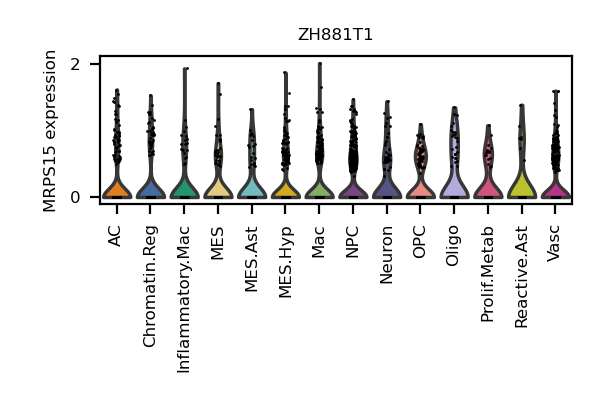 ZH881T1
MRPS15 expression
2
0
AC
Chromatin.Reg
Inflammatory.Mac
MES
MES.Ast
MES.Hyp
Mac
NPC
Neuron
OPC
Oligo
Prolif.Metab
Reactive.Ast
Vasc